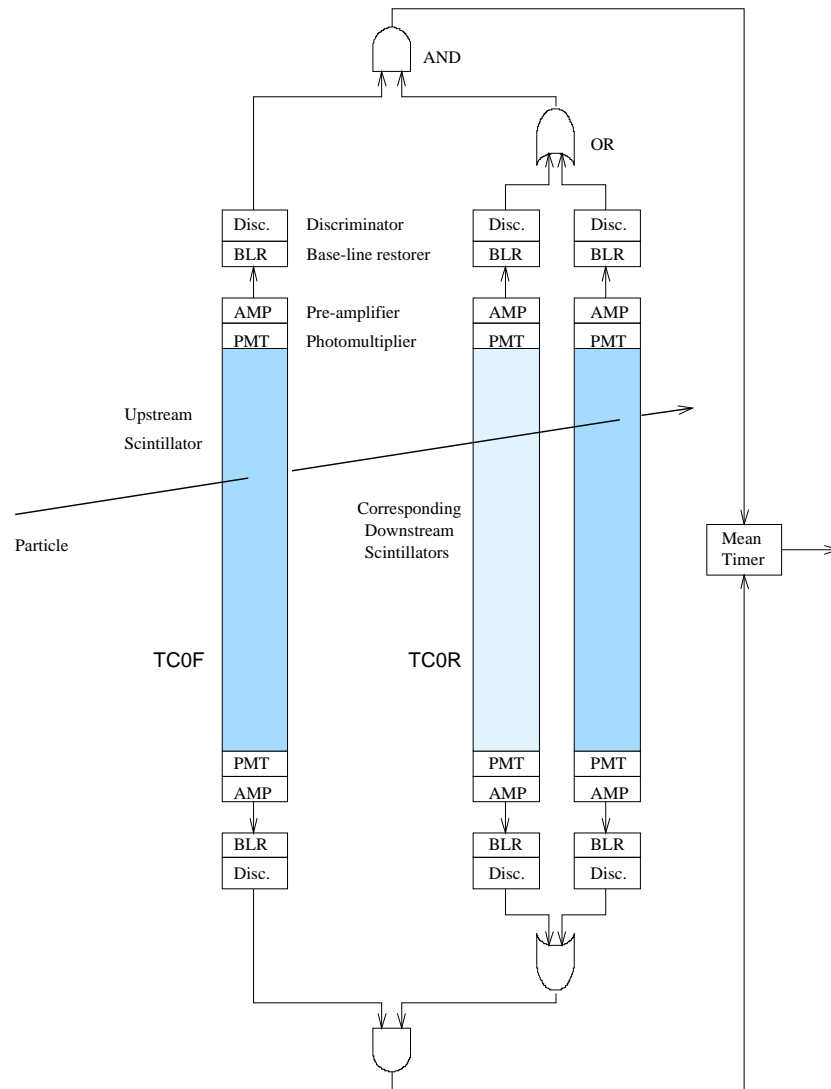 AND
OR
Disc.
Discriminator
Disc.
Disc.
BLR
Base-line restorer
BLR
BLR
AMP
Pre-amplifier
AMP
AMP
PMT
Photomultiplier
PMT
PMT
Upstream
Scintillator
Particle
Corresponding
Downstream
Scintillators
Mean
Timer
TC0F
TC0R
PMT
PMT
PMT
AMP
AMP
AMP
BLR
BLR
BLR
Disc.
Disc.
Disc.